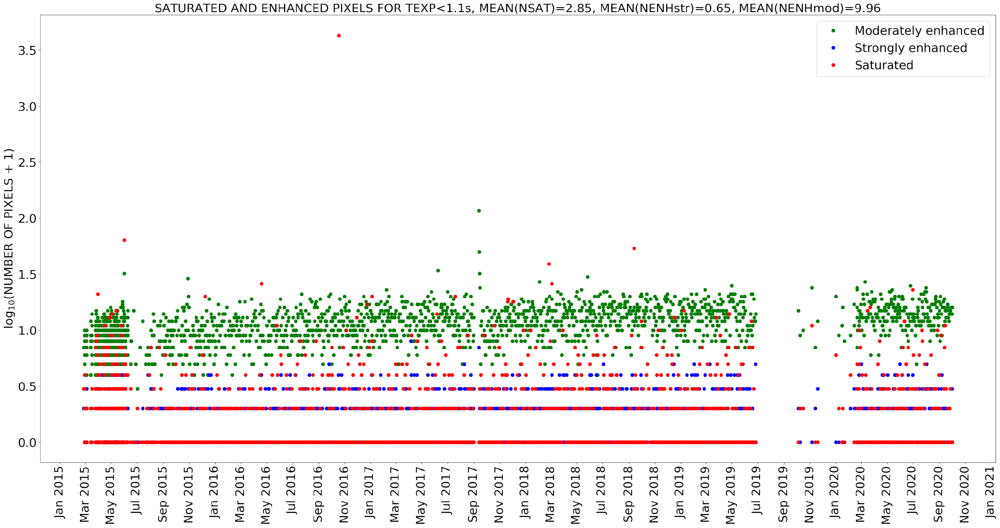 SATURATED AND ENHANCED PIXELS FOR TEXP<1.1s, MEAN(NSAT)=2.85, MEAN(NENHstr)=0.65, MEAN(NENHmod)=9.96
Moderately enhanced
Strongly enhanced
Saturated
log10(NUMBER OF PIXELS + 1)
3.5
3.0
2.5
2.0
1.5
1.0
0.5
0.0
Jan 2015
Mar 2015
May 2015
Jul 2015
Sep 2015
Nov 2015
Jan 2016
Mar 2016
May 2016
Jul 2016
Sep 2016
Nov 2016
Jan 2017
Mar 2017
May 2017
Jul 2017
Sep 2017
Nov 2017
Jan 2018
Mar 2018
May 2018
Jul 2018
Sep 2018
Nov 2018
Jan 2019
Mar 2019
May 2019
Jul 2019
Sep 2019
Nov 2019
Jan 2020
Mar 2020
May 2020
Jul 2020
Sep 2020
Nov 2020
Jan 2021